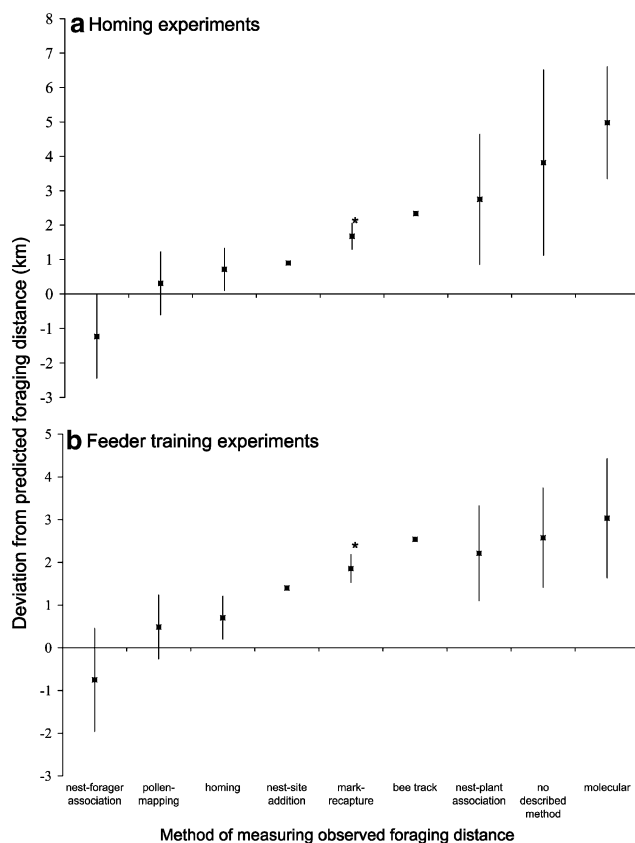 a Homing experiments
8
7
6
5
4
3
2
1
0
-1
-2
-3
b Feeder training experiments
5
4
3
2
1
0
-1
-2
-3
*
*
Deviation from predicted foraging distance (km)
nest-forager association
pollen-mapping
homing
nest-site addition
mark-recapture
bee track
nest-plant association
no described method
molecular
Method of measuring observed foraging distance